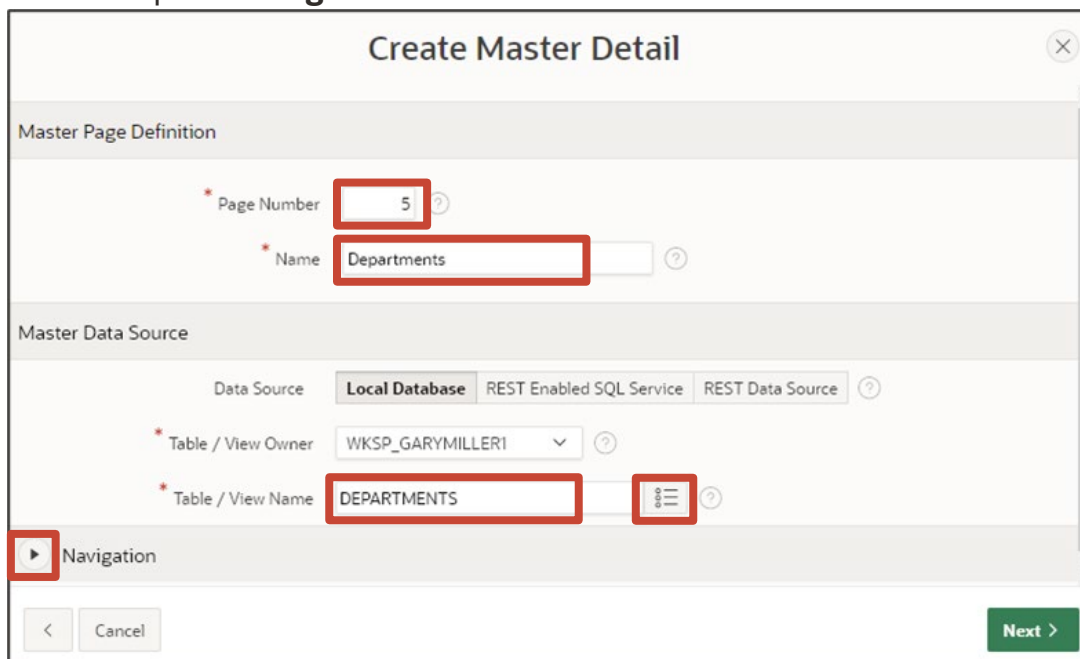 Create Master Detail
Master Page Definition
* Page Number 5 ?
* Name Departments ?
Master Data Source
Data Source Local Database REST Enabled SQL Service REST Data Source ?
* Table / View Owner WKSP_GARYMILLER1 ?
* Table / View Name DEPARTMENTS ?
Navigation
< Cancel Next >